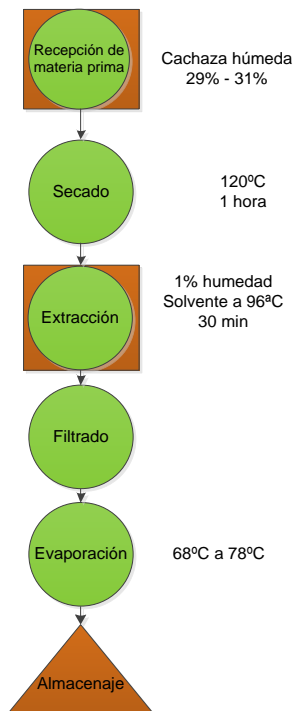 Recepción de
materia prima
Cachaza húmeda
29% - 31%
Secado
120ºC
1 hora
Extracción
1% humedad
Solvente a 96ªC
30 min
Filtrado
Evaporación
68ºC a 78ºC
Almacenaje